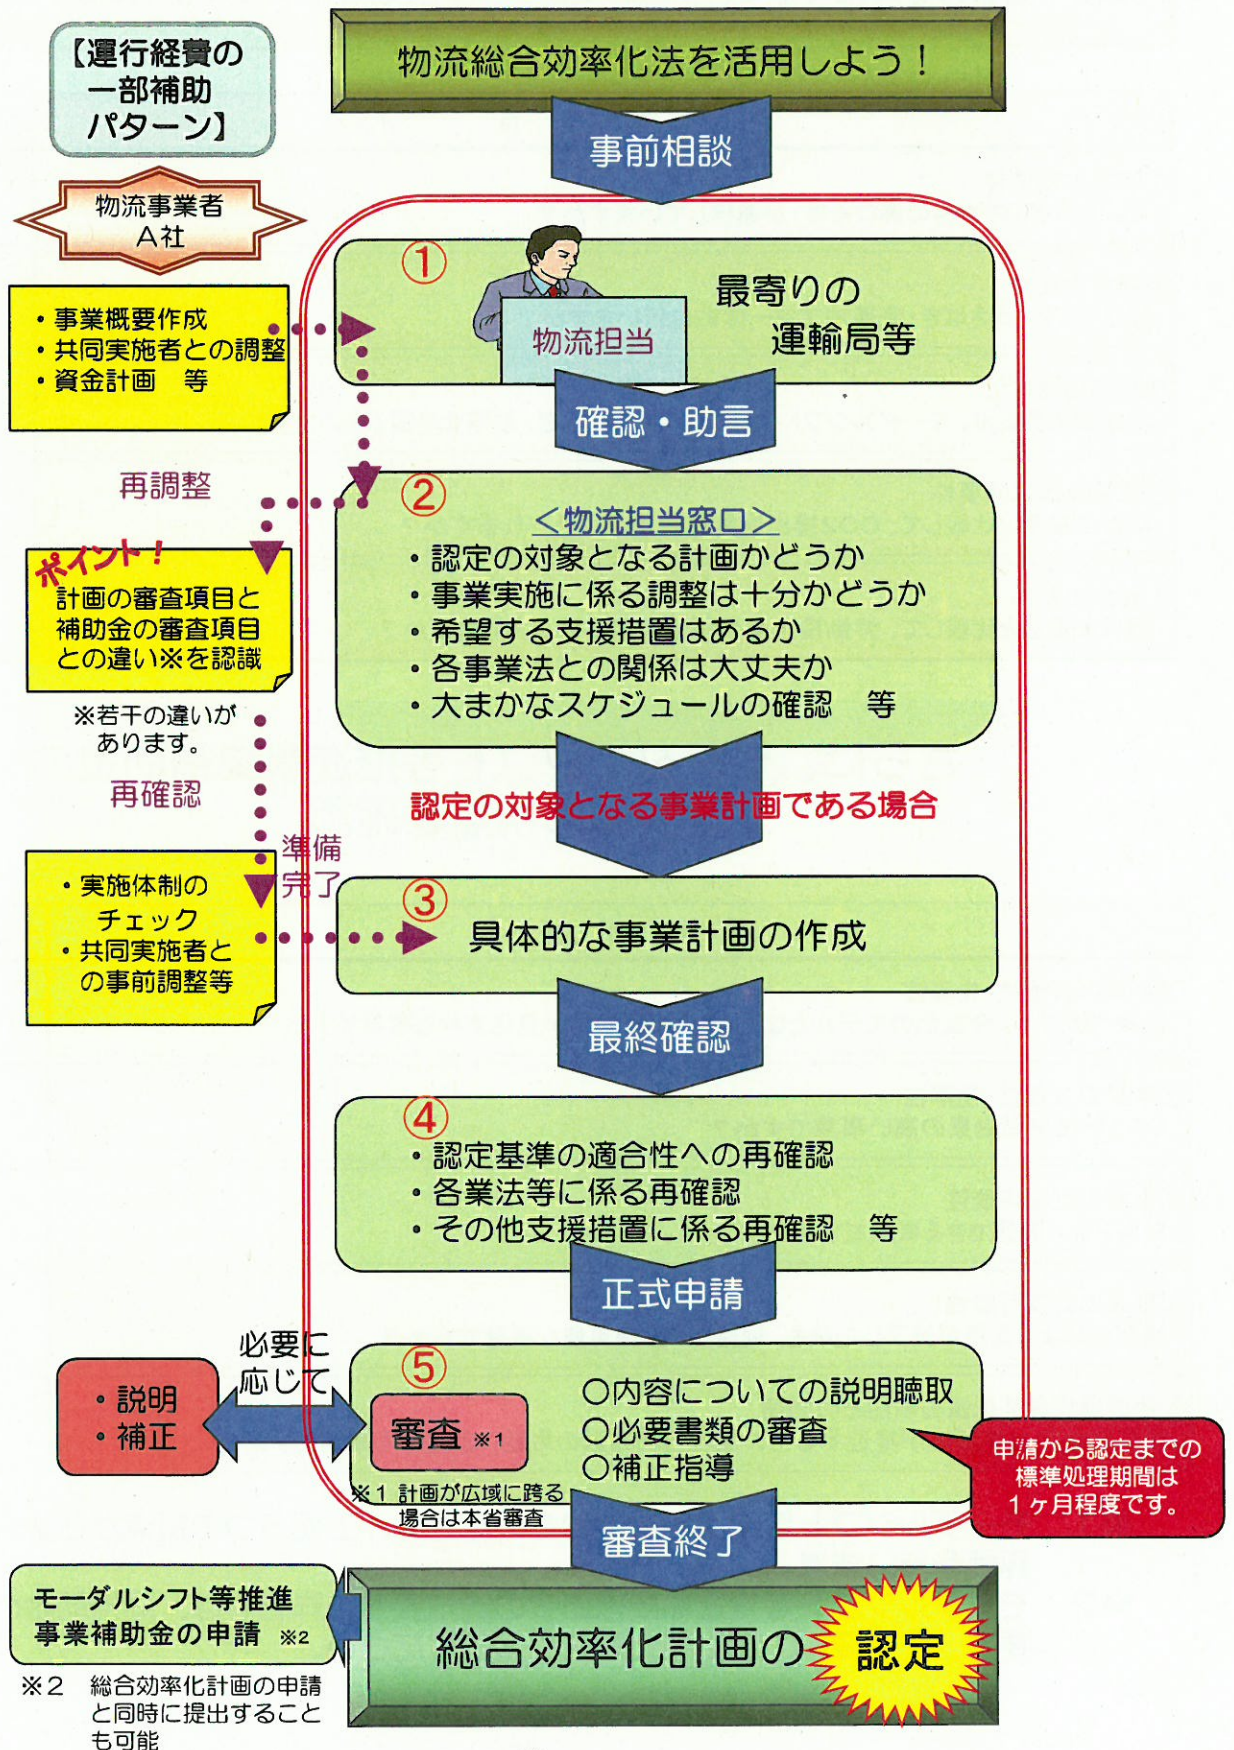 【運行経費の
一部補助
パターン】
物流総合効率化法を活用しよう！
事前相談
物流事業者
A社
①
物流担当
最寄りの
運輸局等
・事業概要作成
・共同実施者との調整
・資金計画　等
確認・助言
再調整
②
＜物流担当窓口＞
・認定の対象となる計画かどうか
・事業実施に係る調整は十分かどうか
・希望する支援措置はあるか
・各事業法との関係は大丈夫か
・大まかなスケジュールの確認　等
ポイント！
計画の審査項目と
補助金の審査項目
との違い※を認識
※若干の違いが
あります。
再確認
認定の対象となる事業計画である場合
準備
完了
・実施体制の
チェック
・共同実施者と
の事前調整等
③
具体的な事業計画の作成
最終確認
④
・認定基準の適合性への再確認
・各業法等に係る再確認
・その他支援措置に係る再確認　等
正式申請
必要に
応じて
・説明
・補正
⑤
審査 ※1
○内容についての説明聴取
○必要書類の審査
○補正指導
※１ 計画が広域に跨る
場合は本省審査
申請から認定までの
標準処理期間は
１ヶ月程度です。
審査終了
モーダルシフト等推進
事業補助金の申請 ※2
※２　総合効率化計画の申請
と同時に提出すること
も可能
総合効率化計画の
認定